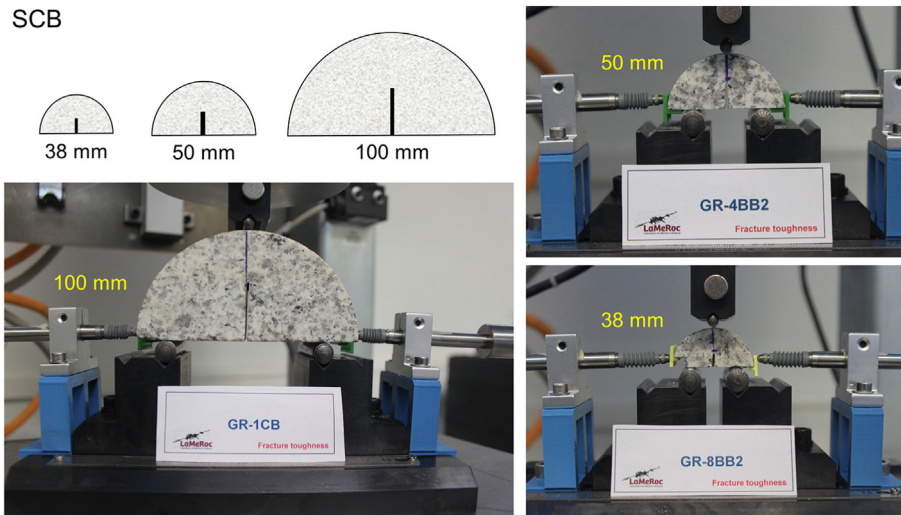 SCB
38 mm
50 mm
100 mm
50 mm
GR-4BB2
LaMeRoc
Fracture toughness
100 mm
GR-1CB
LaMeRoc
Fracture toughness
38 mm
GR-8BB2
LaMeRoc
Fracture toughness